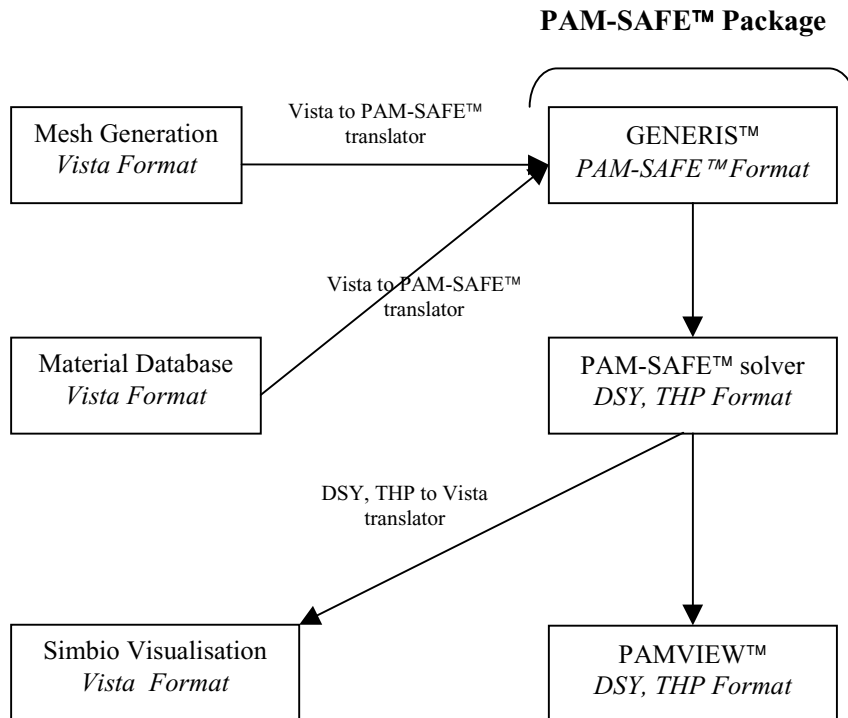 PAM-SAFE™ Package
Vista to PAM-SAFE™
translator
Mesh Generation
Vista Format
GENERIS™
PAM-SAFE™Format
Vista to PAM-SAFE™
translator
Material Database
Vista Format
PAM-SAFE™ solver
DSY, THP Format
DSY, THP to Vista
translator
Simbio Visualisation
Vista Format
PAMVIEW™
DSY, THP Format